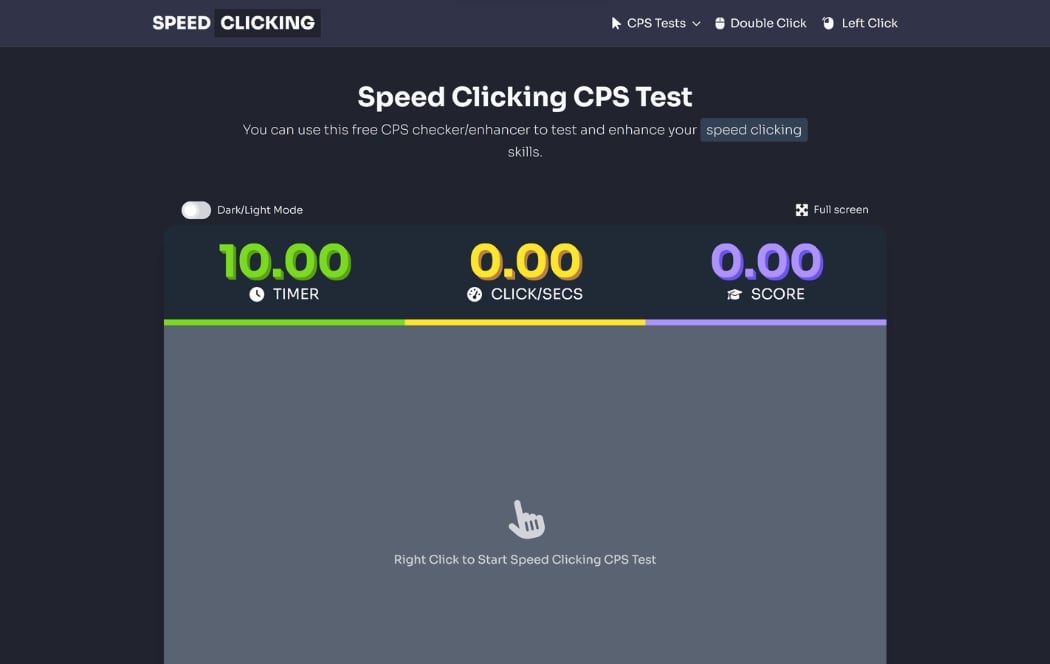 SPEED CLICKING CPS Tests Double Click Left Click
Speed Clicking CPS Test
You can use this free CPS checker/enhancer to test and enhance your speed clicking
skills.
Dark/Light Mode Full screen
10.00 0.00 0.00
TIMER CLICK/SECS SCORE
Right Click to Start Speed Clicking CPS Test